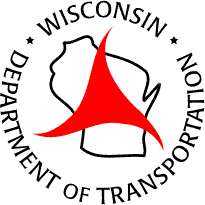 WISCONSIN
DEPARTMENT OF TRANSPORTATION